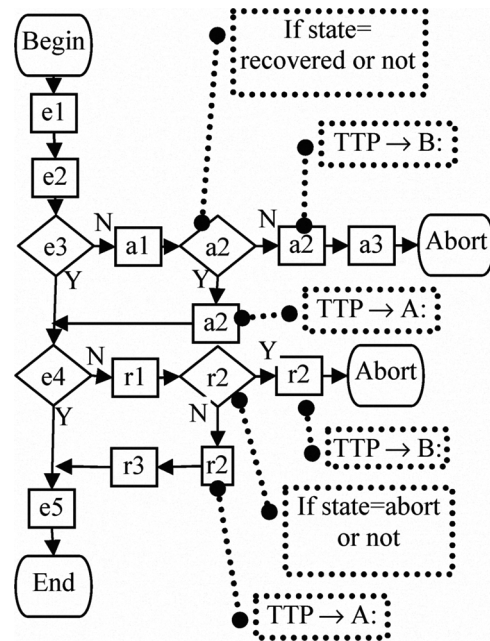 Begin
If state=
recovered or not
e1
TTP → B:
e2
N
N
e3
a1
a2
a2
a3
Abort
Y
Y
a2
TTP → A:
N
Y
e4
r1
r2
r2
Abort
Y
N
TTP → B:
r3
r2
e5
If state=abort
or not
End
TTP → A: